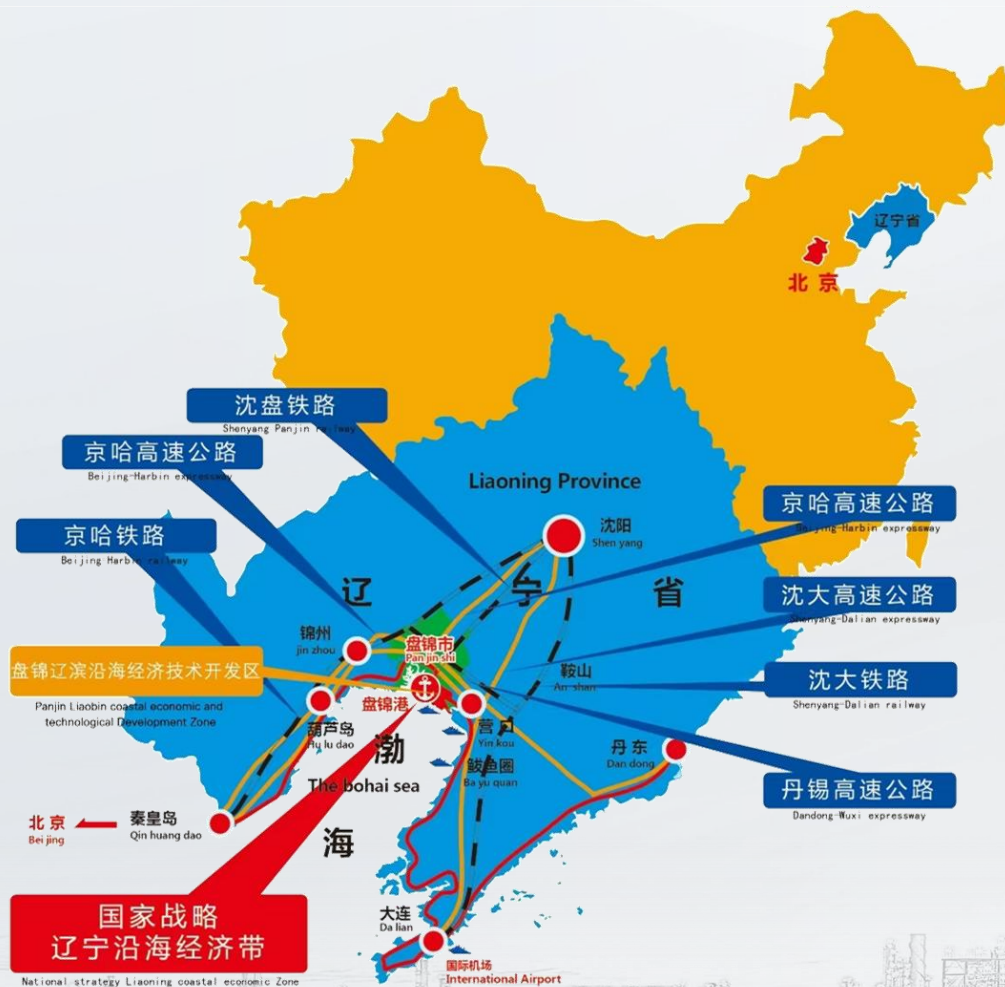 辽宁省
北京
沈盘铁路
Shenyang Panjin railway
京哈高速公路
Beijing-Harbin expressway
京哈铁路
Beijing Harbin railway
Liaoning Province
沈阳
Shen yang
京哈高速公路
Beijing-Harbin expressway
辽宁省
沈大高速公路
Shenyang-Dalian expressway
锦州
jin zhou
盘锦市
Pan jin shi
鞍山
An shan
盘锦辽滨沿海经济技术开发区
Panjin Liaobin coastal economic and
technological Development Zone
沈大铁路
Shenyang-Dalian railway
盘锦港
葫芦岛
Hu lu dao
营口
Yin kou
丹东
Dan dong
鲅鱼圈
Ba yu quan
渤海
The bohai sea
丹锡高速公路
Dandong-Wuxi expressway
北京
Bei jing
秦皇岛
Qin huang dao
国家战略
辽宁沿海经济带
National strategy Liaoning coastal economic Zone
大连
Da lian
国际机场
International Airport